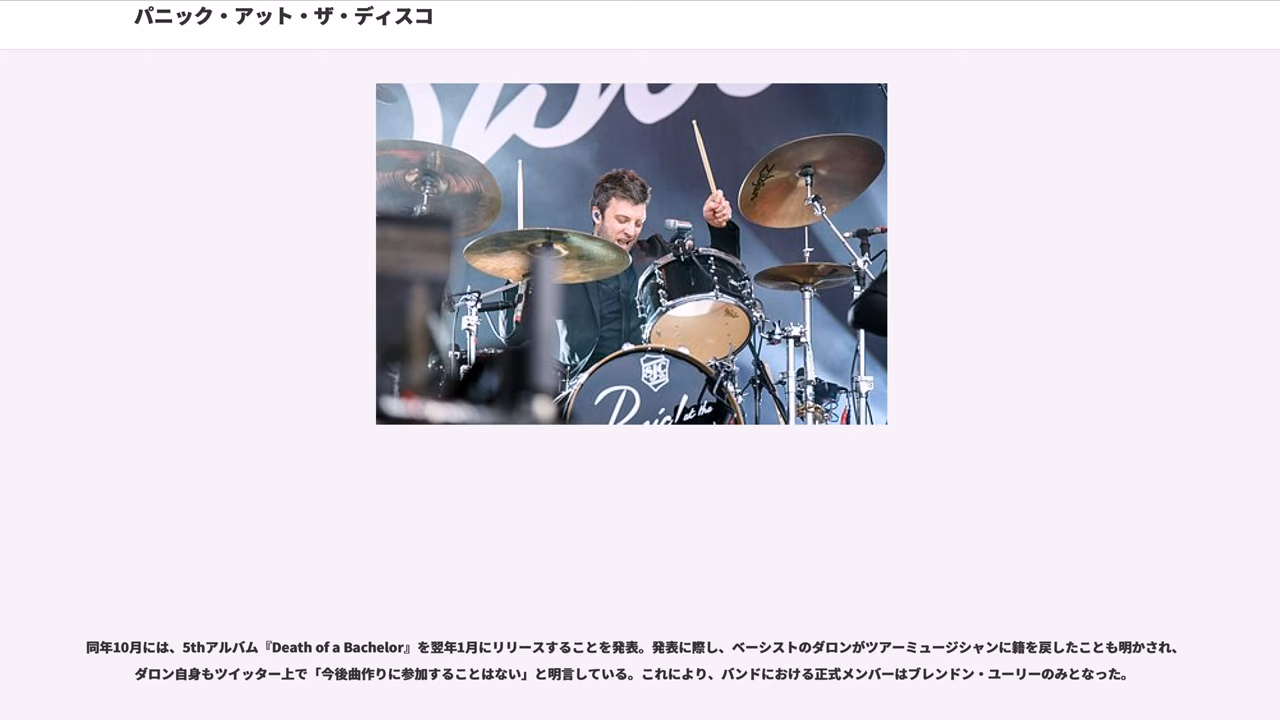 パニック・アット・ザ・ディスコ
at the
同年10月には、5thアルバム『Death of a Bachelor』を翌年1月にリリースすることを発表。発表に際し、ベーシストのダロンがツアーミュージシャンに籍を戻したことも明かされ、
ダロン自身もツイッター上で「今後曲作りに参加することはない」と明言している。これにより、バンドにおける正式メンバーはブレンドン・ユーリーのみとなった。